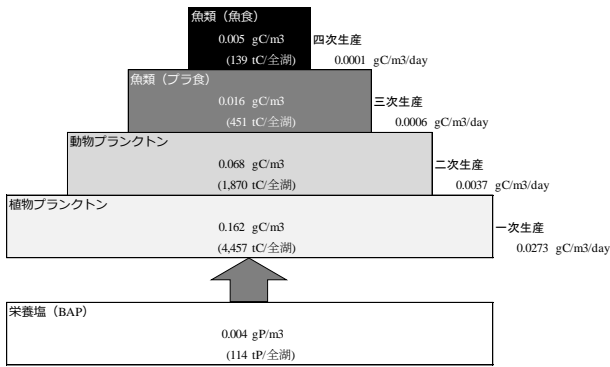 魚類（魚食）
0.005 gC/m3
四次生産
(139 tC/全湖)
0.0001 gC/m3/day
魚類（プラ食）
0.016 gC/m3
三次生産
(451 tC/全湖)
0.0006 gC/m3/day
動物プランクトン
0.068 gC/m3
二次生産
(1,870 tC/全湖)
0.0037 gC/m3/day
植物プランクトン
0.162 gC/m3
一次生産
(4,457 tC/全湖)
0.0273 gC/m3/day
栄養塩（BAP）
0.004 gP/m3
(114 tP/全湖)